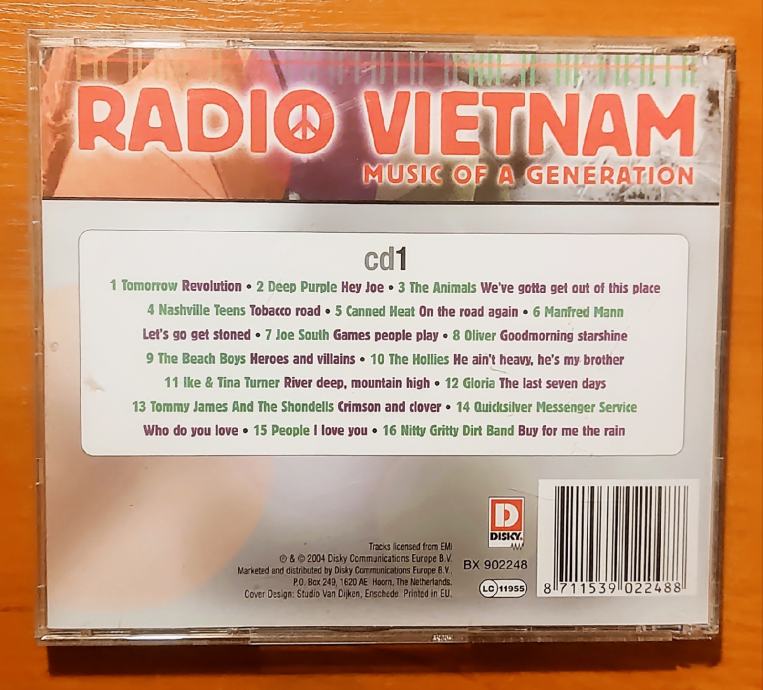 RADIO VIETNAM
MUSIC OF A GENERATION
cd1
1 Tomorrow Revolution • 2 Deep Purple Hey Joe • 3 The Animals We've gotta get out of this place
4 Nashville Teens Tobacco road • 5 Canned Heat On the road again • 6 Manfred Mann
Let's go get stoned • 7 Joe South Games people play • 8 Oliver Goodmorning starshine
9 The Beach Boys Heroes and villains • 10 The Hollies He ain't heavy, he's my brother
11 Ike & Tina Turner River deep, mountain high • 12 Gloria The last seven days
13 Tommy James And The Shondells Crimson and clover • 14 Quicksilver Messenger Service
Who do you love • 15 People I love you • 16 Nitty Gritty Dirt Band Buy for me the rain
Tracks licensed from EMI
℗ & © 2004 Disky Communications Europe B.V.
Marketed and distributed by Disky Communications Europe B.V.,
P.O. Box 249, 1620 AE Hoorn, The Netherlands.
Cover Design: Studio Van Dijken, Enschede. Printed in EU.
D
DISKY.
BX 902248
LC 11955
8 711539 022488